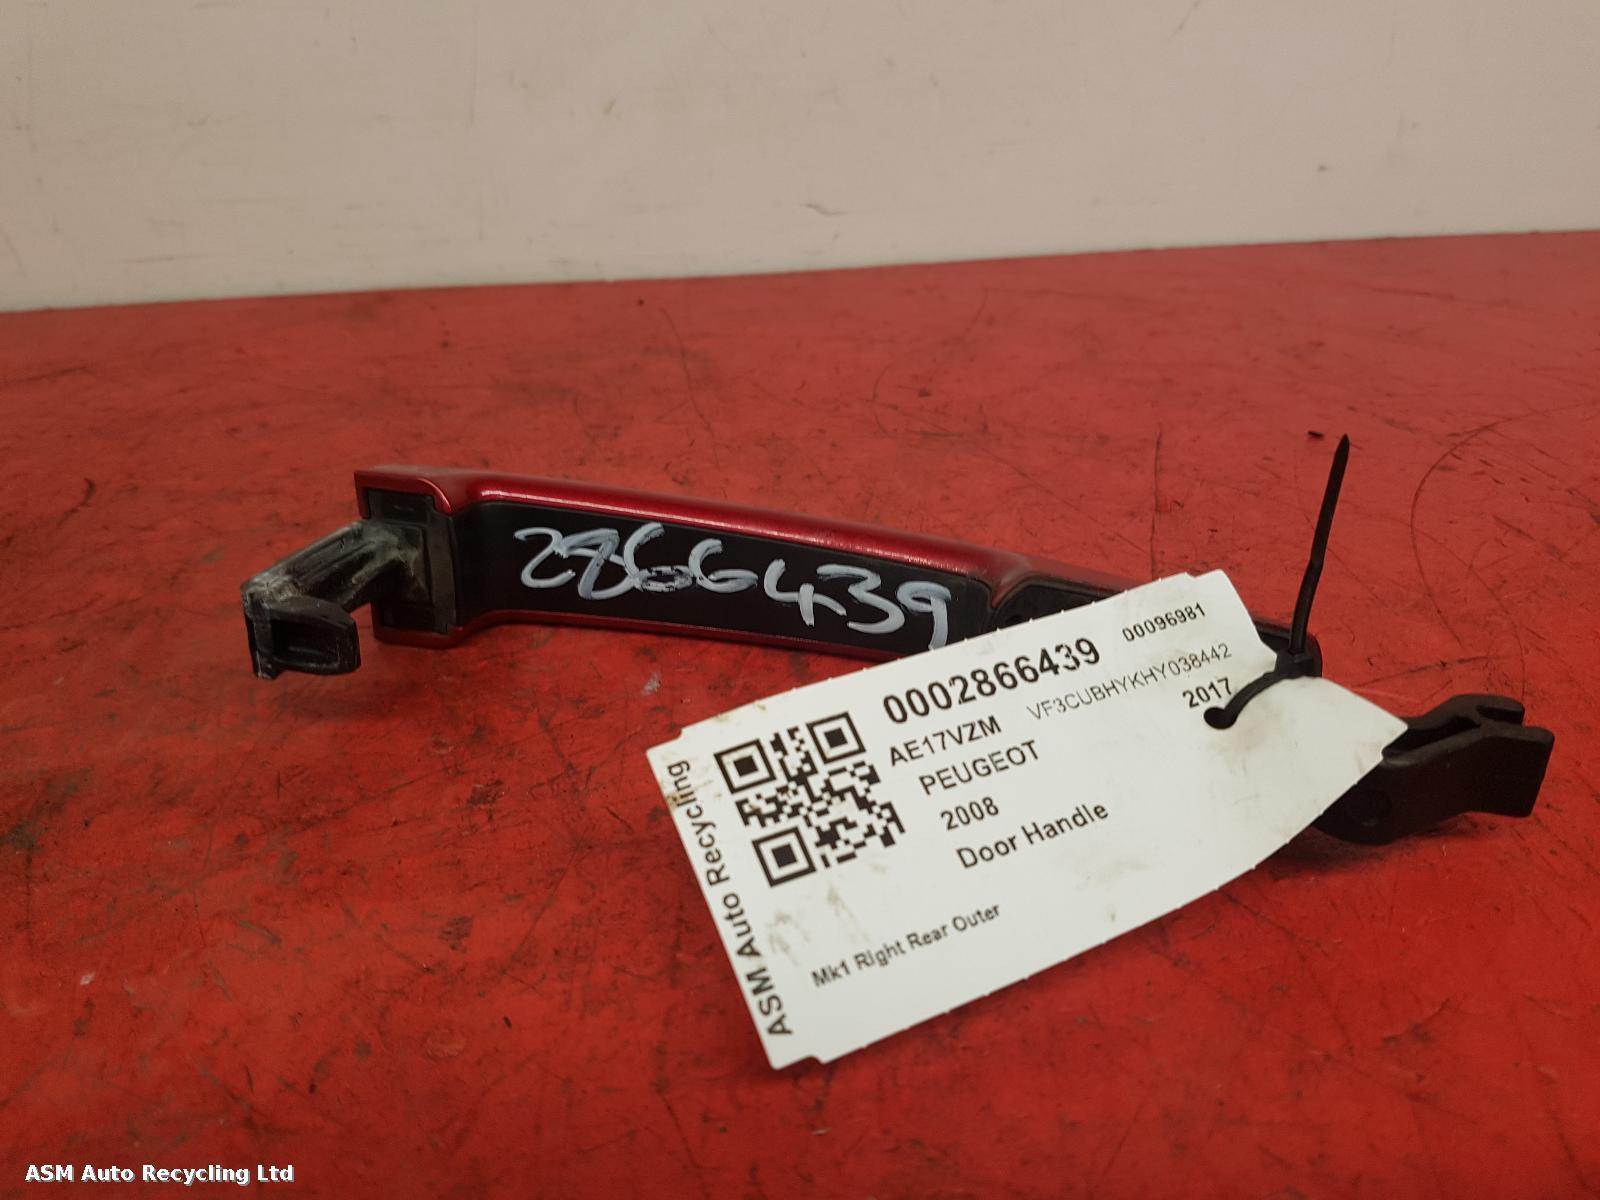 2866439
0002866439 00096981
AE17VZM VF3CUBHYKHY038442
PEUGEOT 2017
2008
Door Handle
Mk1 Right Rear Outer
ASM Auto Recycling
ASM Auto Recycling Ltd